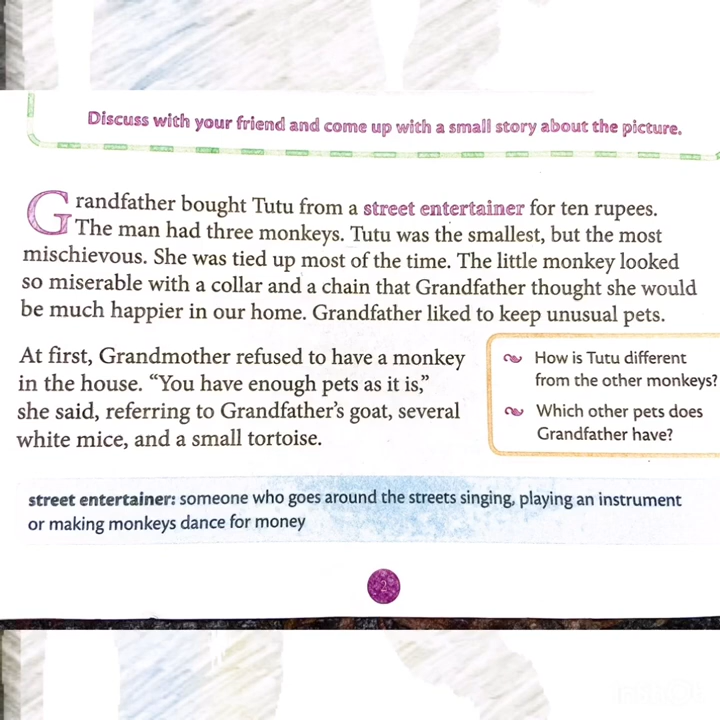 Discuss with your friend and come up with a small story about the picture.
Grandfather bought Tutu from a street entertainer for ten rupees.
The man had three monkeys. Tutu was the smallest, but the most
mischievous. She was tied up most of the time. The little monkey looked
so miserable with a collar and a chain that Grandfather thought she would
be much happier in our home. Grandfather liked to keep unusual pets.
At first, Grandmother refused to have a monkey
in the house. “You have enough pets as it is,”
she said, referring to Grandfather’s goat, several
white mice, and a small tortoise.
How is Tutu different
from the other monkeys?
Which other pets does
Grandfather have?
street entertainer: someone who goes around the streets singing, playing an instrument
or making monkeys dance for money
2